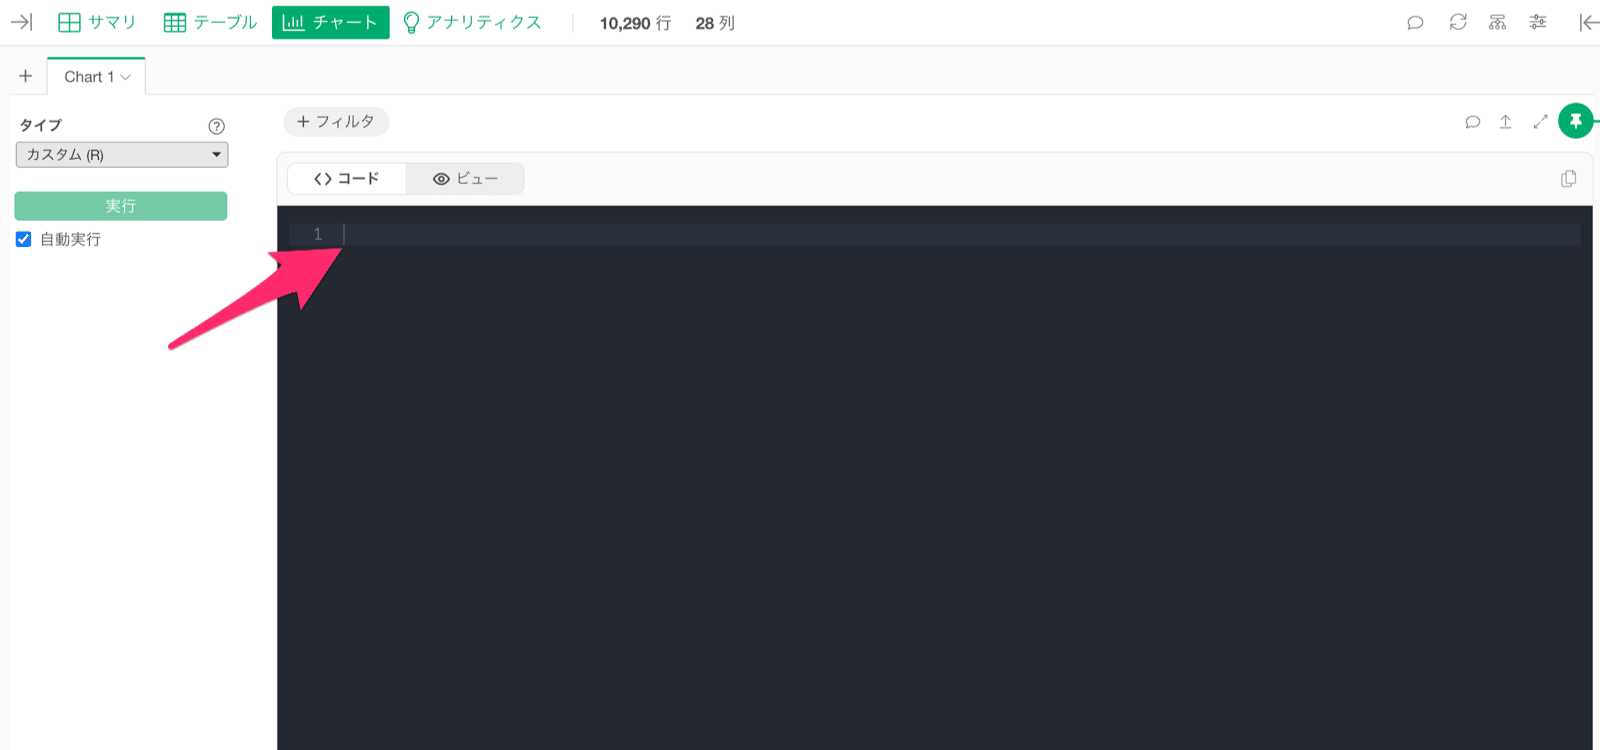 サマリ テーブル チャート アナリティクス 10,290 行 28 列
+ Chart 1
タイプ ?
+ フィルタ
カスタム (R)
<> コード ビュー
実行
自動実行
1